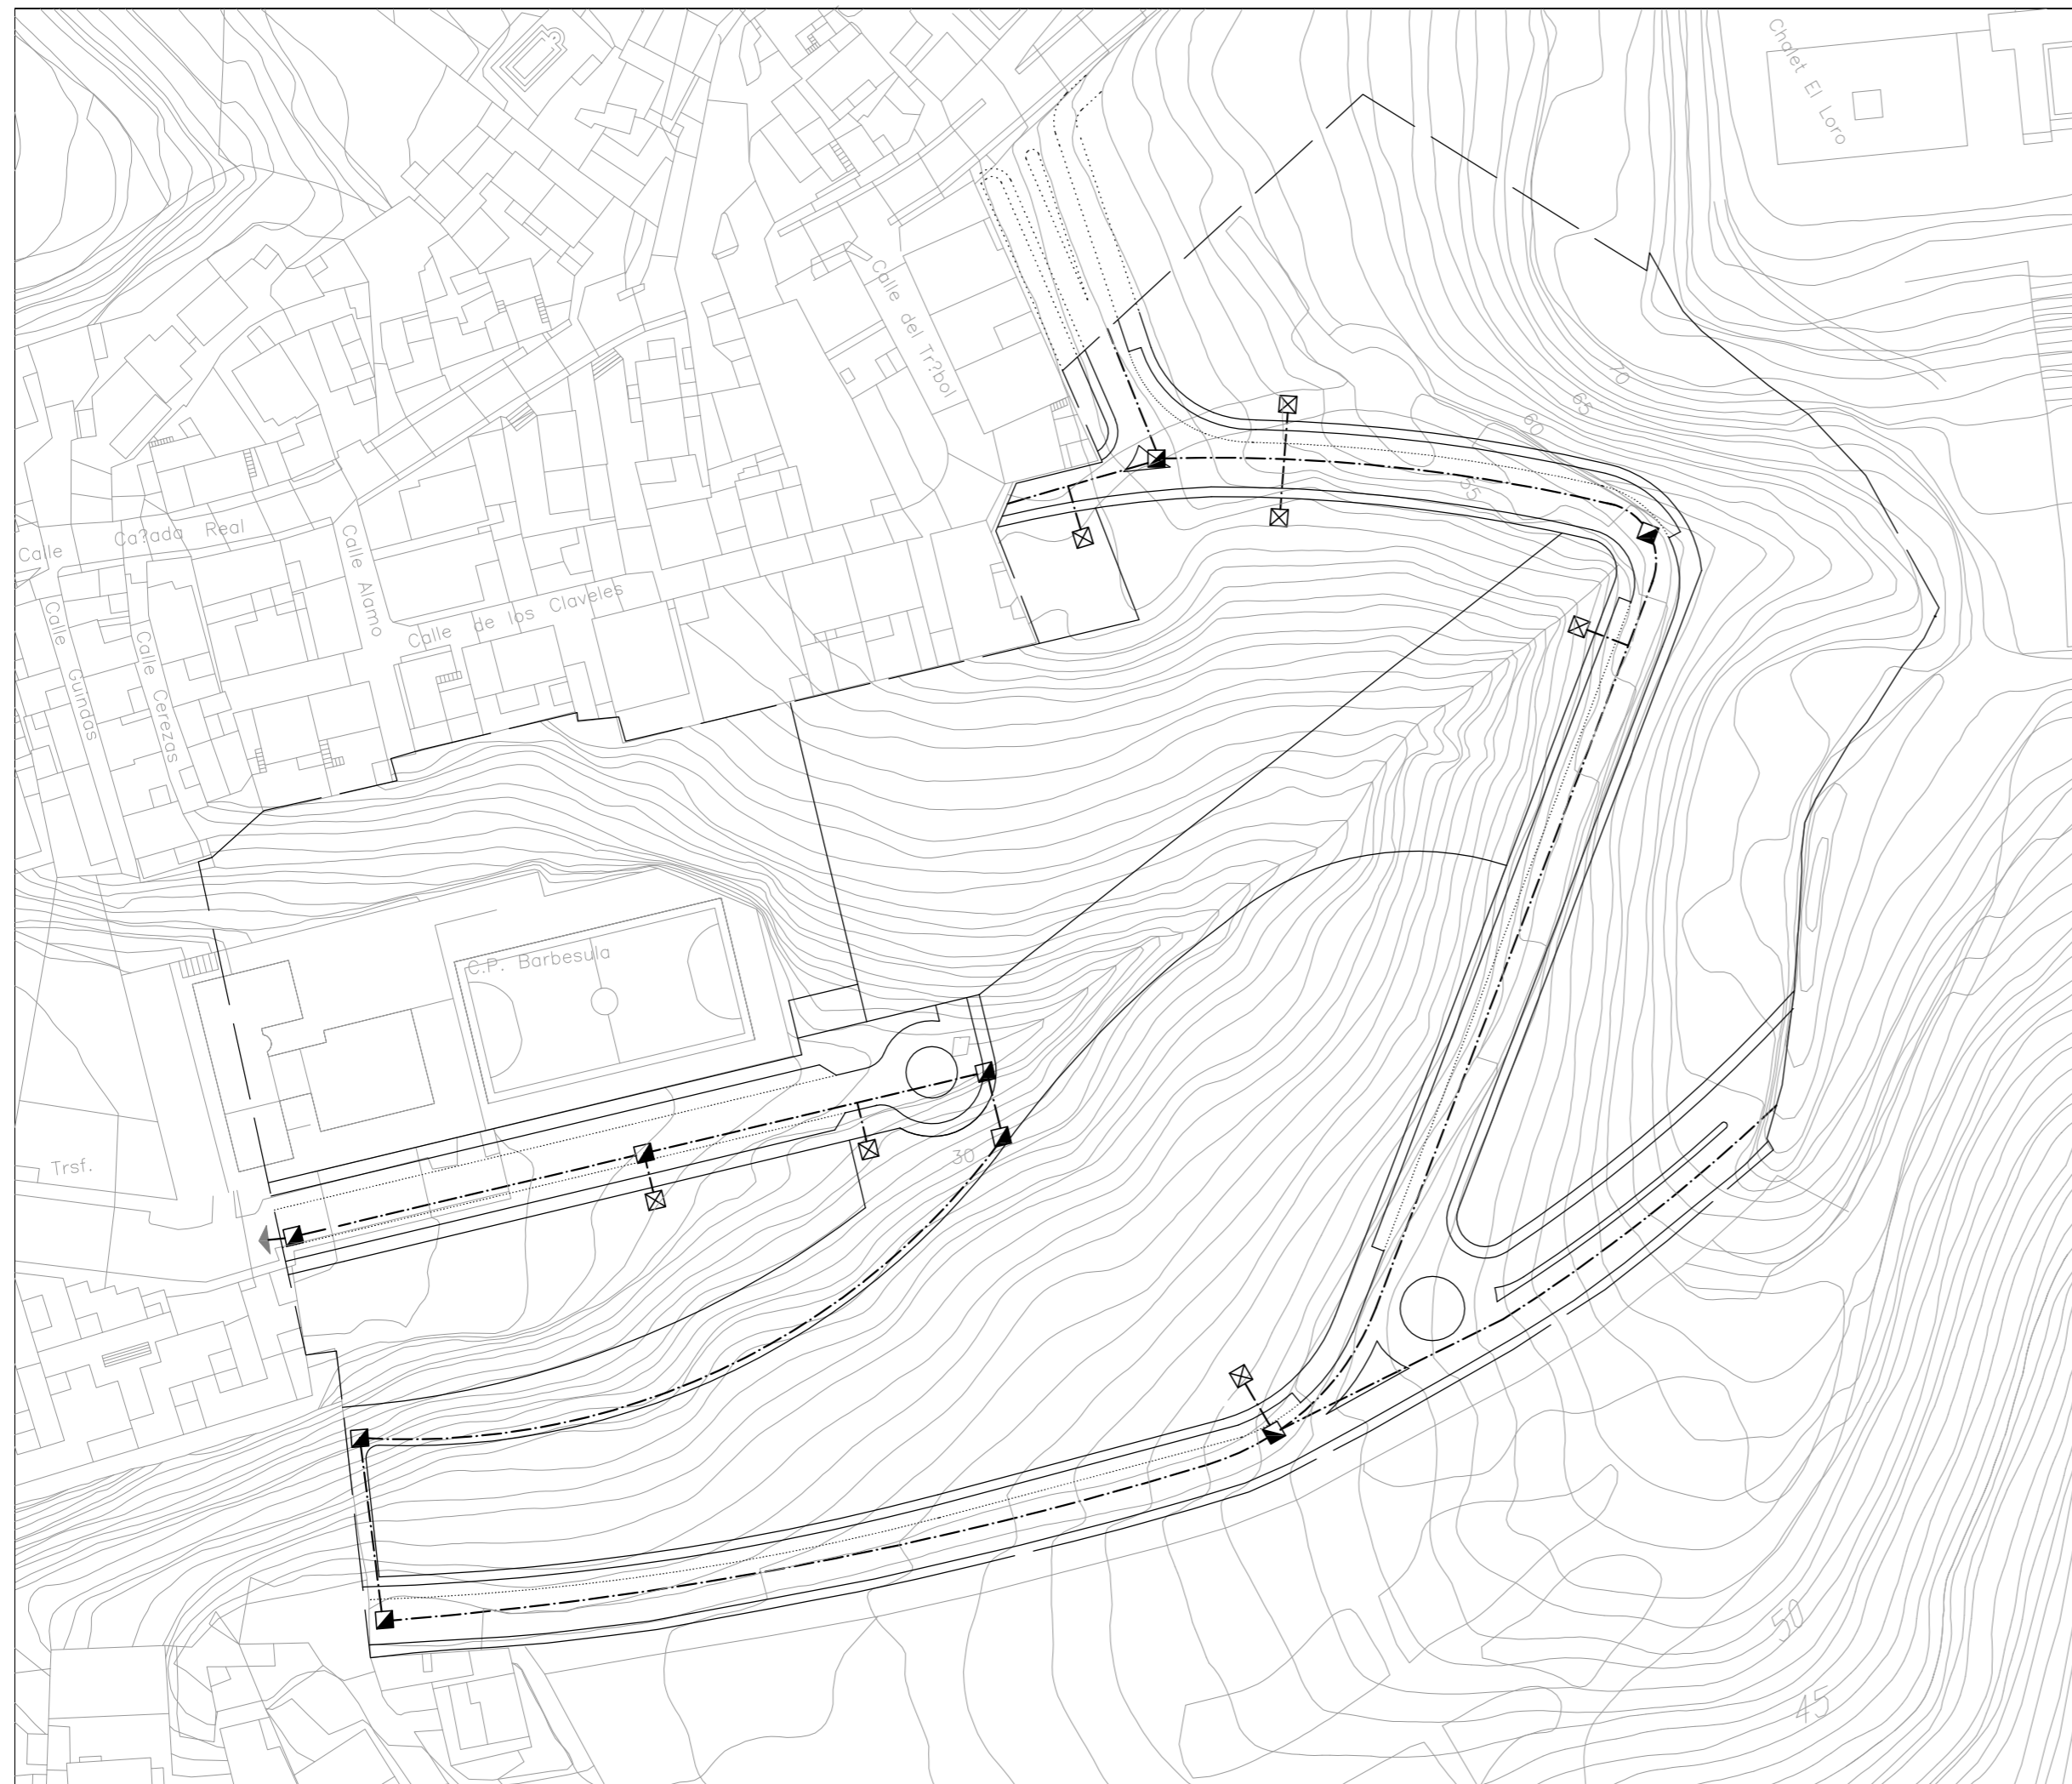 Chalet El Loro
Calle del Tr?bol
70
65
60
55
Calle Ca?ada Real
Calle Alamo
Calle de los Claveles
Calle Guindas
Calle Cerezas
C.P. Barbesula
Trsf.
30
50
45